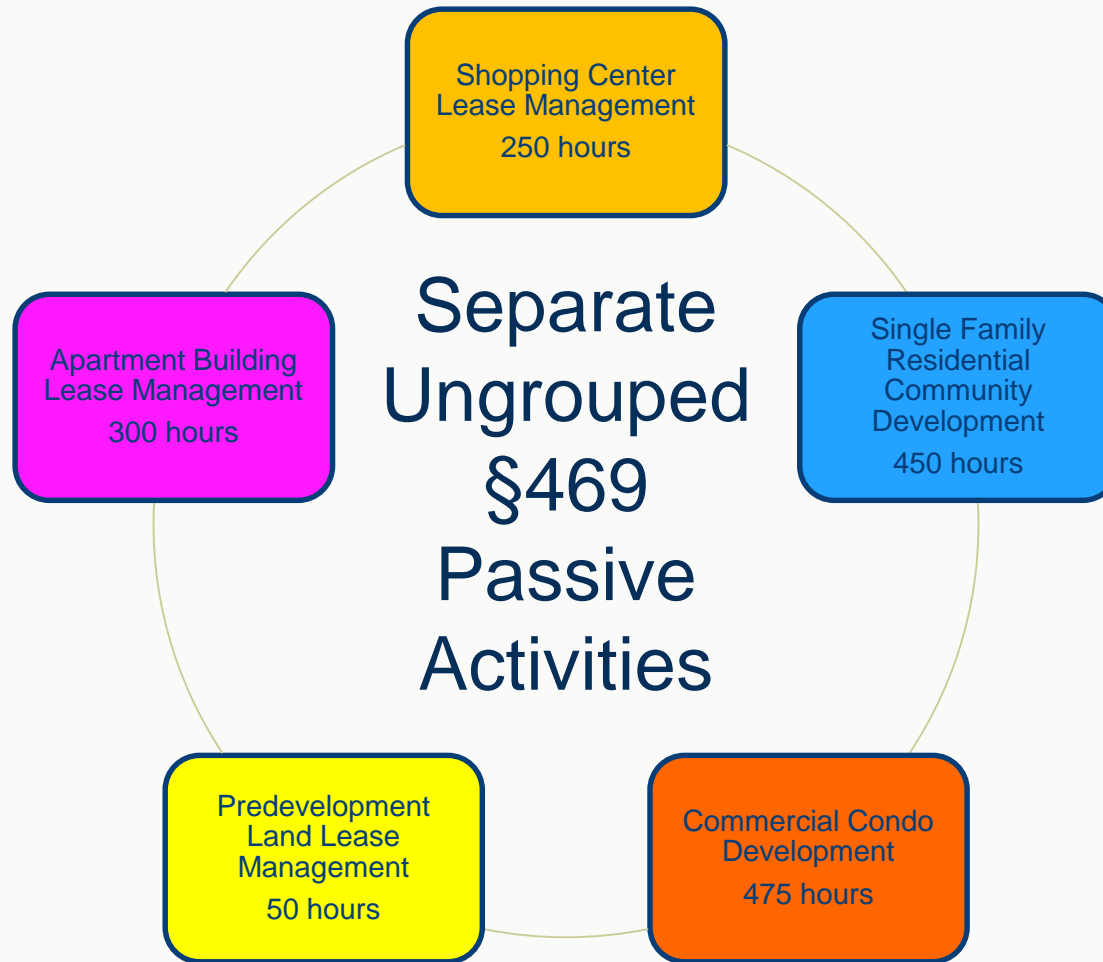 Shopping Center
Lease Management
250 hours
Separate
Ungrouped
§469
Passive
Activities
Single Family
Residential
Community
Development
450 hours
Commercial Condo
Development
475 hours
Predevelopment
Land Lease
Management
50 hours
Apartment Building
Lease Management
300 hours